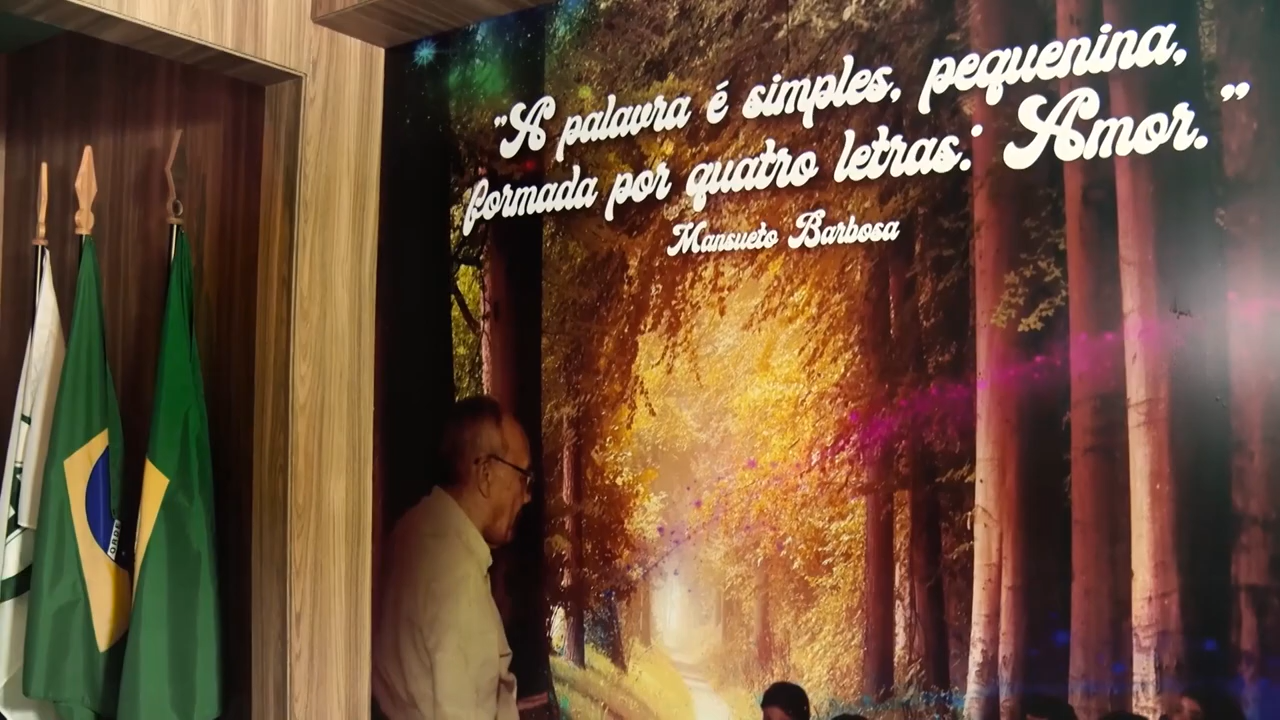 "A palavra é simples, pequenina,
formada por quatro letras: Amor."
Mansueto Barbosa